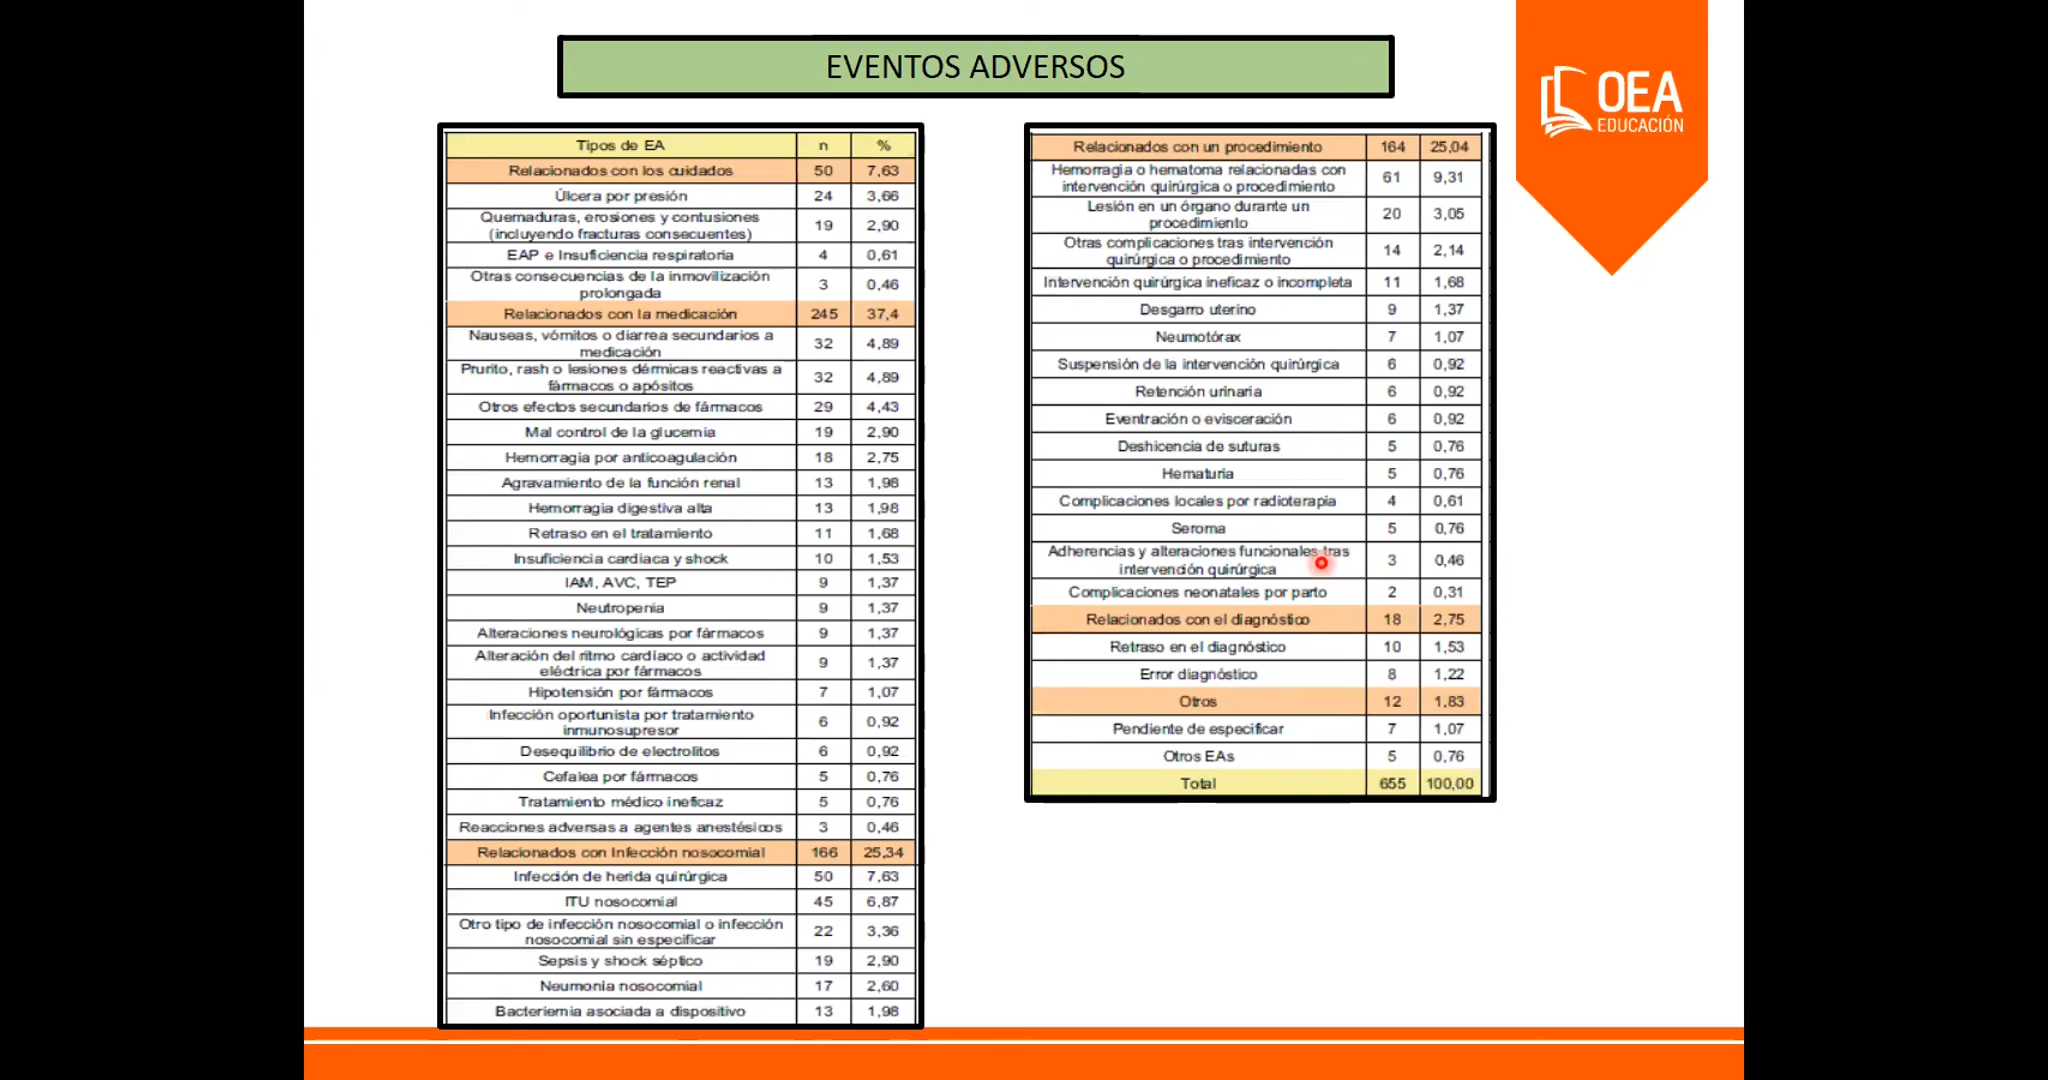 EVENTOS ADVERSOS
OEA
EDUCACIÓN
Tipos de EA n %
Relacionados con los cuidados 50 7,63
Úlcera por presión 24 3,66
Quemaduras, erosiones y contusiones
(incluyendo fracturas consecuentes) 19 2,90
EAP e Insuficiencia respiratoria 4 0,61
Otras consecuencias de la inmovilización
prolongada 3 0,46
Relacionados con la medicación 245 37,4
Nauseas, vómitos o diarrea secundarios a
medicación 32 4,89
Prurito, rash o lesiones dérmicas reactivas a
fármacos o apósitos 32 4,89
Otros efectos secundarios de fármacos 29 4,43
Mal control de la glucemia 19 2,90
Hemorragia por anticoagulación 18 2,75
Agravamiento de la función renal 13 1,98
Hemorragia digestiva alta 13 1,98
Retraso en el tratamiento 11 1,68
Insuficiencia cardiaca y shock 10 1,53
IAM, AVC, TEP 9 1,37
Neutropenia 9 1,37
Alteraciones neurológicas por fármacos 9 1,37
Alteración del ritmo cardíaco o actividad
eléctrica por fármacos 9 1,37
Hipotensión por fármacos 7 1,07
Infección oportunista por tratamiento
inmunosupresor 6 0,92
Desequilibrio de electrolitos 6 0,92
Cefalea por fármacos 5 0,76
Tratamiento médico ineficaz 5 0,76
Reacciones adversas a agentes anestésicos 3 0,46
Relacionados con Infección nosocomial 166 25,34
Infección de herida quirúrgica 50 7,63
ITU nosocomial 45 6,87
Otro tipo de infección nosocomial o infección
nosocomial sin especificar 22 3,36
Sepsis y shock séptico 19 2,90
Neumonía nosocomial 17 2,60
Bacteriemia asociada a dispositivo 13 1,98
Relacionados con un procedimiento 164 25,04
Hemorragia o hematoma relacionadas con
intervención quirúrgica o procedimiento 61 9,31
Lesión en un órgano durante un
procedimiento 20 3,05
Otras complicaciones tras intervención
quirúrgica o procedimiento 14 2,14
Intervención quirúrgica ineficaz o incompleta 11 1,68
Desgarro uterino 9 1,37
Neumotórax 7 1,07
Suspensión de la intervención quirúrgica 6 0,92
Retención urinaria 6 0,92
Eventración o evisceración 6 0,92
Deshicencia de suturas 5 0,76
Hematuria 5 0,76
Complicaciones locales por radioterapia 4 0,61
Seroma 5 0,76
Adherencias y alteraciones funcionales tras
intervención quirúrgica 3 0,46
Complicaciones neonatales por parto 2 0,31
Relacionados con el diagnóstico 18 2,75
Retraso en el diagnóstico 10 1,53
Error diagnóstico 8 1,22
Otros 12 1,83
Pendiente de especificar 7 1,07
Otros EAs 5 0,76
Total 655 100,00